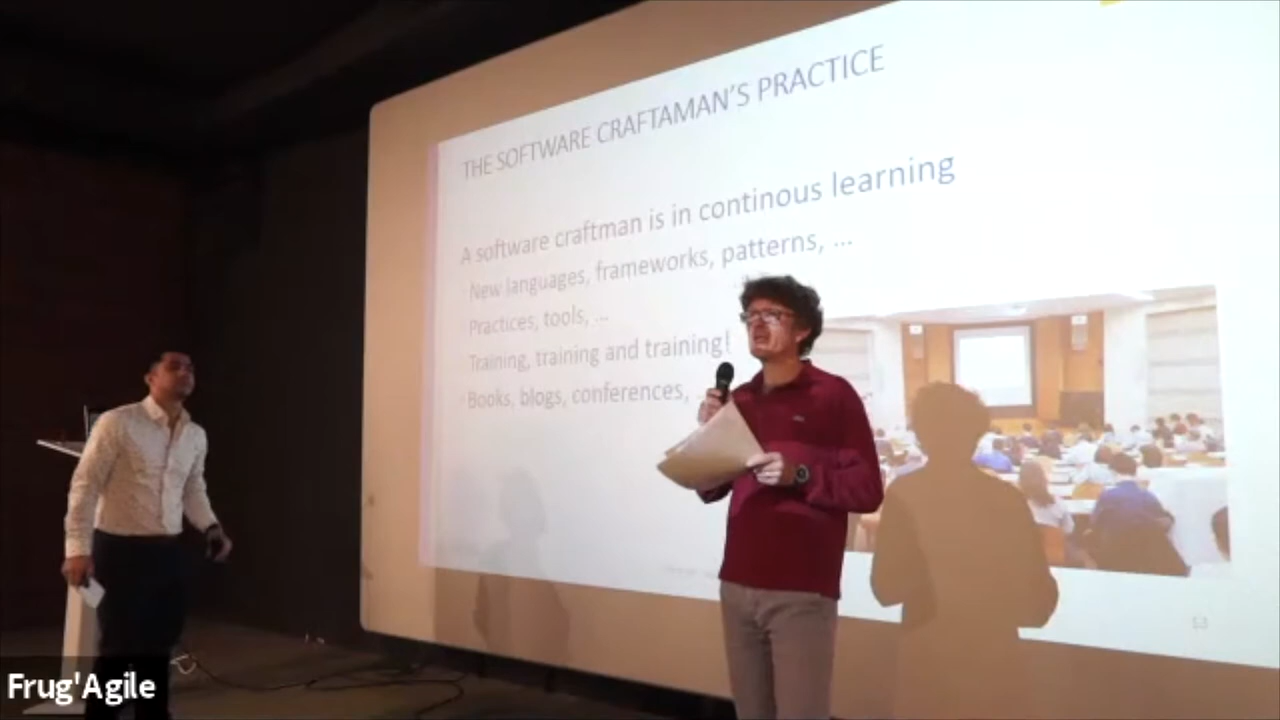 THE SOFTWARE CRAFTAMAN'S PRACTICE
A software craftman is in continous learning
New languages, frameworks, patterns, ...
Practices, tools, ...
Training, training and training!
Books, blogs, conferences,
13
Frug'Agile